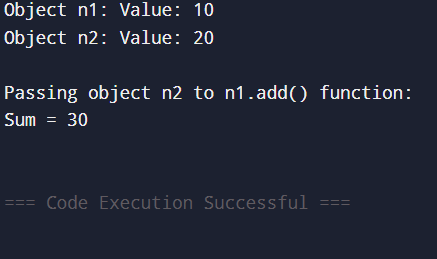 Object n1: Value: 10
Object n2: Value: 20
Passing object n2 to n1.add() function:
Sum = 30
=== Code Execution Successful ===